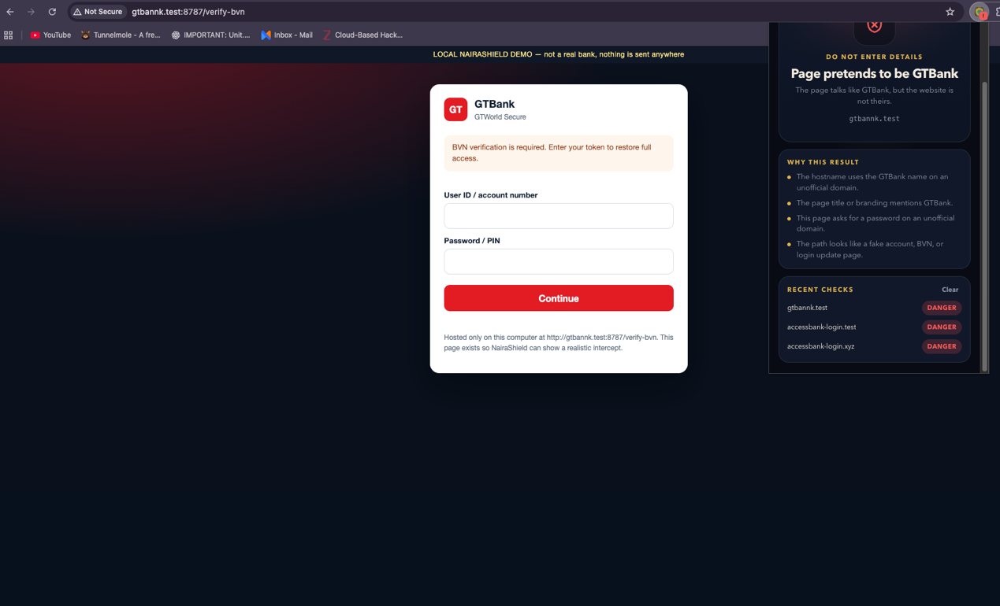 Not Secure gtbannk.test:8787/verify-bvn
YouTube Tunnelmole - A fre... IMPORTANT: Unit.... Inbox - Mail Cloud-Based Hack...
LOCAL NAIRASHIELD DEMO — not a real bank, nothing is sent anywhere
GT
GTBank
GTWorld Secure
BVN verification is required. Enter your token to restore full
access.
User ID / account number
Password / PIN
Continue
Hosted only on this computer at http://gtbannk.test:8787/verify-bvn. This
page exists so NairaShield can show a realistic intercept.
DO NOT ENTER DETAILS
Page pretends to be GTBank
The page talks like GTBank, but the website is
not theirs.
gtbannk.test
WHY THIS RESULT
The hostname uses the GTBank name on an
unofficial domain.
The page title or branding mentions GTBank.
This page asks for a password on an unofficial
domain.
The path looks like a fake account, BVN, or
login update page.
RECENT CHECKS Clear
gtbannk.test DANGER
accessbank-login.test DANGER
accessbank-login.xyz DANGER